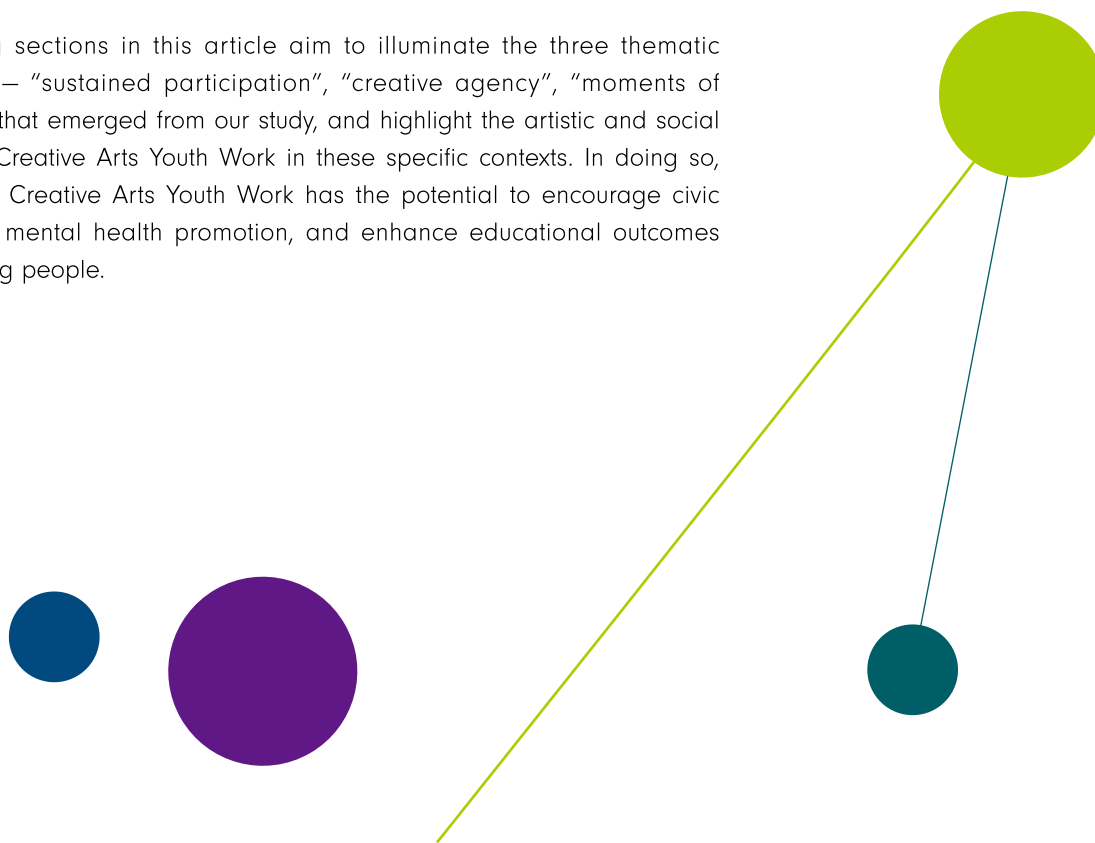 sections in this article aim to illuminate the three thematic
– “sustained participation”, “creative agency”, “moments of
that emerged from our study, and highlight the artistic and social
Creative Arts Youth Work in these specific contexts. In doing so,
Creative Arts Youth Work has the potential to encourage civic
mental health promotion, and enhance educational outcomes
people.